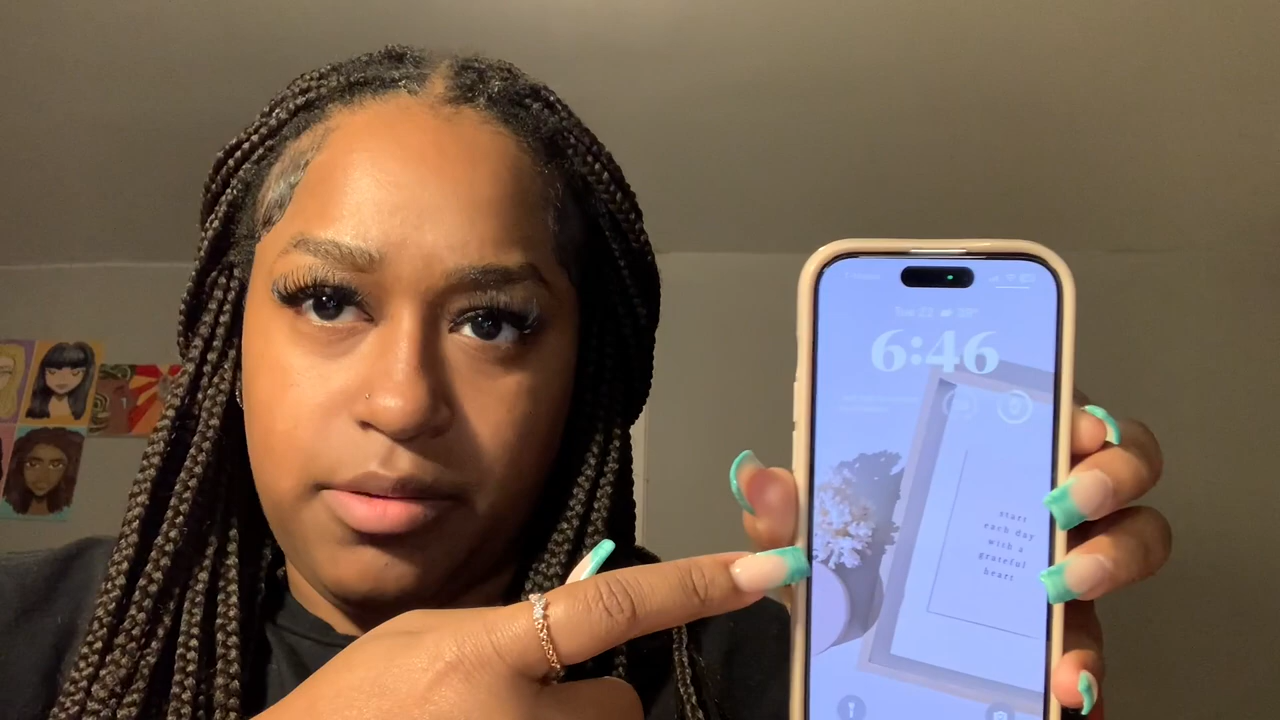 6:46
start
each day
with a
grateful
heart